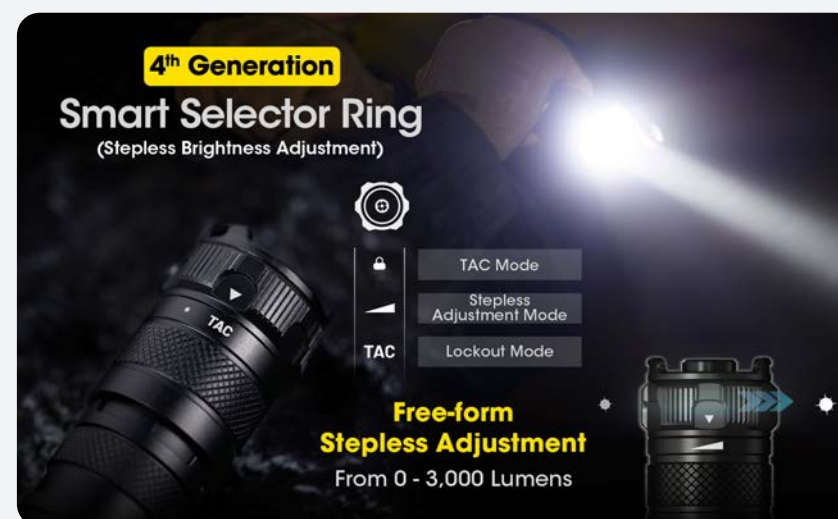 4th Generation
Smart Selector Ring
(Stepless Brightness Adjustment)
TAC Mode
Stepless
Adjustment Mode
TAC Lockout Mode
TAC
Free-form
Stepless Adjustment
From 0 - 3,000 Lumens